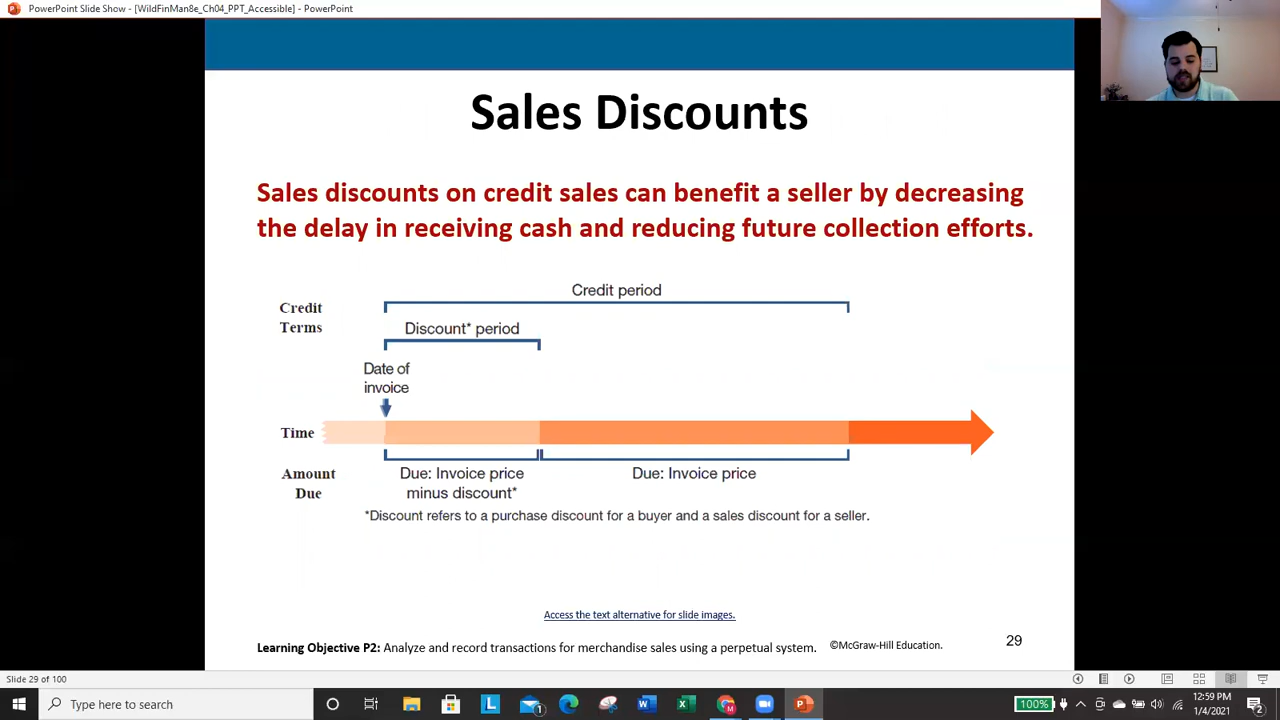 PowerPoint Slide Show - [WildFinMan8e_Ch04_PPT_Accessible] - PowerPoint
Sales Discounts
Sales discounts on credit sales can benefit a seller by decreasing
the delay in receiving cash and reducing future collection efforts.
Credit period
Credit
Terms
Discount* period
Date of
invoice
Time
Amount
Due
Due: Invoice price
minus discount*
Due: Invoice price
*Discount refers to a purchase discount for a buyer and a sales discount for a seller.
Access the text alternative for slide images.
Learning Objective P2: Analyze and record transactions for merchandise sales using a perpetual system.
©McGraw-Hill Education.
29
Slide 29 of 100
Type here to search
100%
12:59 PM
1/4/2021